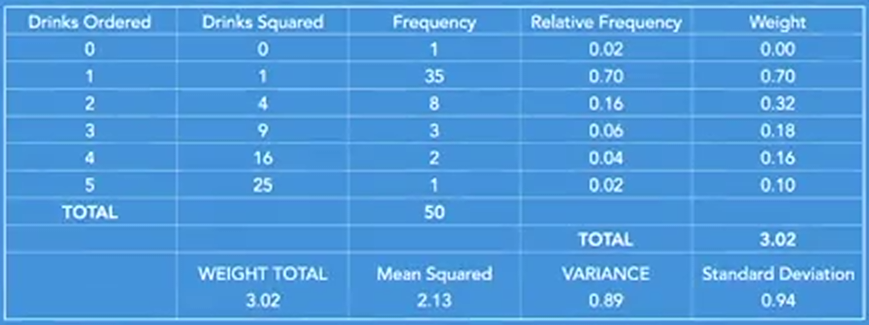 Drinks Ordered Drinks Squared Frequency Relative Frequency Weight
0 0 1 0.02 0.00
1 1 35 0.70 0.70
2 4 8 0.16 0.32
3 9 3 0.06 0.18
4 16 2 0.04 0.16
5 25 1 0.02 0.10
TOTAL 50
TOTAL 3.02
WEIGHT TOTAL Mean Squared VARIANCE Standard Deviation
3.02 2.13 0.89 0.94